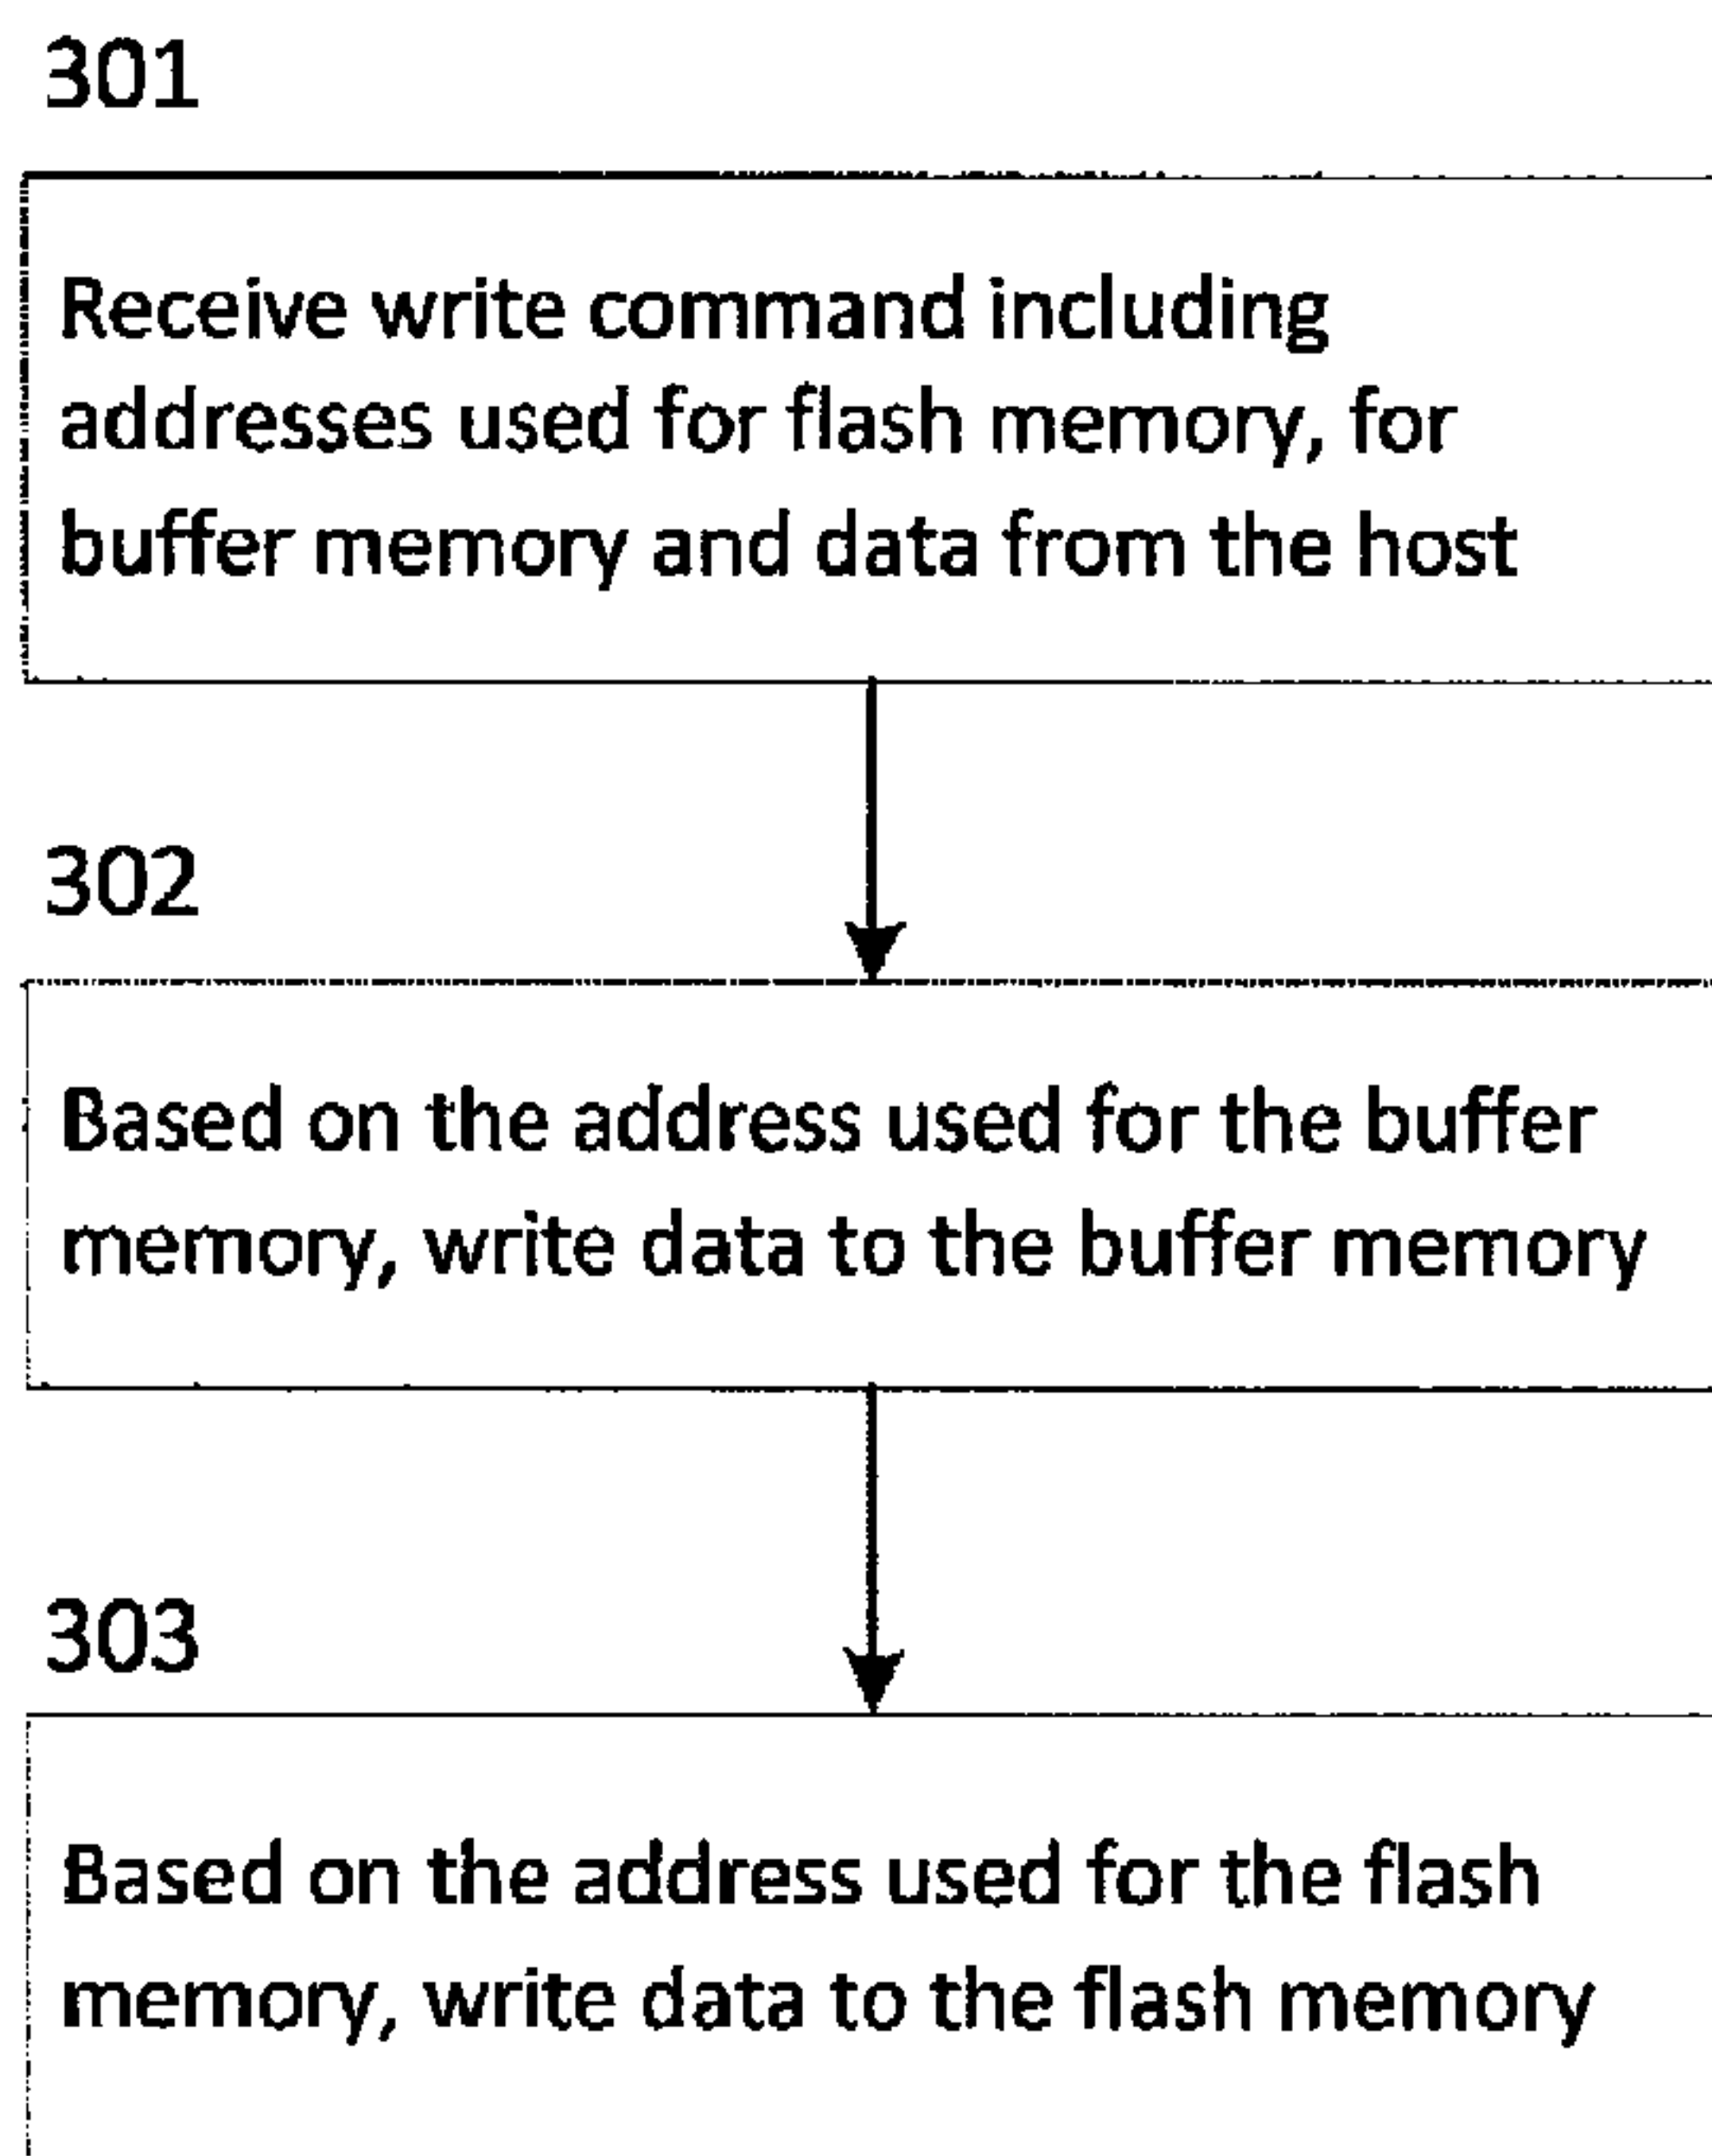 301
Receive write command including
addresses used for flash memory, for
buffer memory and data from the host
302
Based on the address used for the buffer
memory, write data to the buffer memory
303
Based on the address used for the flash
memory, write data to the flash memory